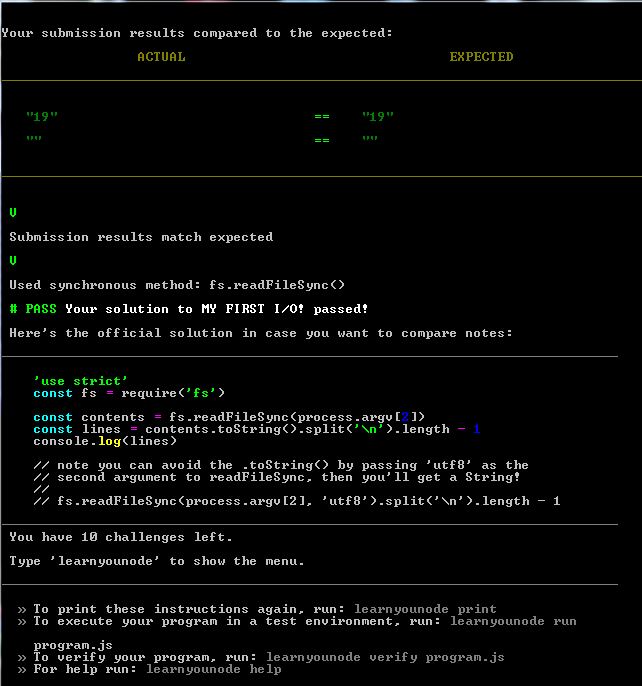 Your submission results compared to the expected:
ACTUAL EXPECTED
"19" == "19"
"" == ""
V
Submission results match expected
V
Used synchronous method: fs.readFileSync()
# PASS Your solution to MY FIRST I/O! passed!
Here's the official solution in case you want to compare notes:
'use strict'
const fs = require('fs')
const contents = fs.readFileSync(process.argv[2])
const lines = contents.toString().split('\n').length - 1
console.log(lines)
// note you can avoid the .toString() by passing 'utf8' as the
// second argument to readFileSync, then you'll get a String!
//
// fs.readFileSync(process.argv[2], 'utf8').split('\n').length - 1
You have 10 challenges left.
Type 'learnyounode' to show the menu.
» To print these instructions again, run: learnyounode print
» To execute your program in a test environment, run: learnyounode run
program.js
» To verify your program, run: learnyounode verify program.js
» For help run: learnyounode help